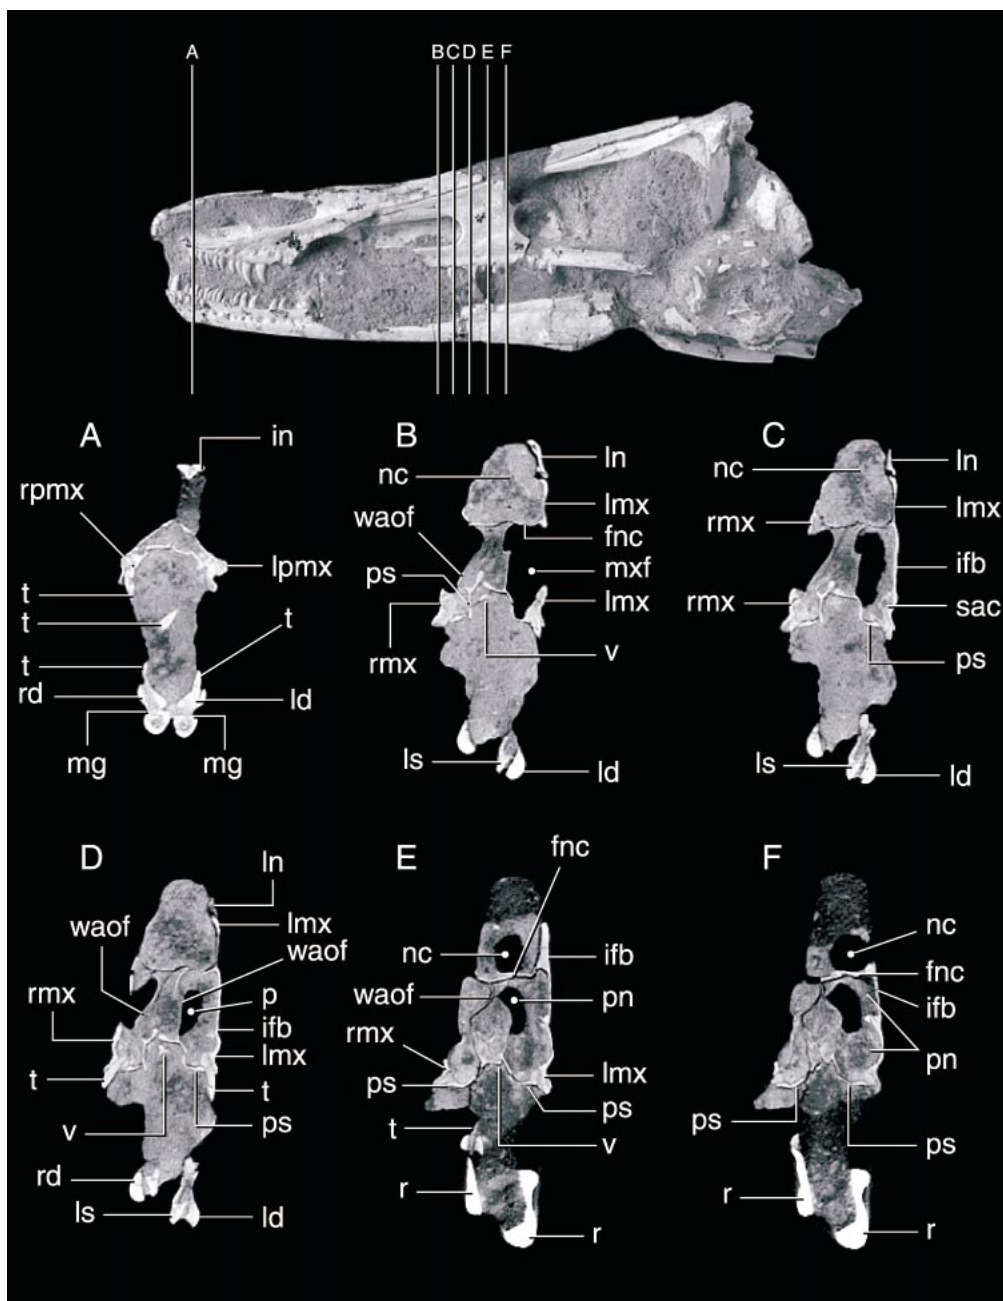 A B C D E F
A
in
rpmx
lpmx
t
t
t
t
rd
ld
mg
mg
B
ln
nc
lmx
waof
fnc
ps
mxf
lmx
rmx
v
ls
ld
C
ln
nc
lmx
rmx
ifb
rmx
sac
ps
ls
ld
D
ln
waof
lmx
waof
rmx
p
ifb
lmx
t
t
v
ps
rd
ls
ld
E
fnc
nc
ifb
waof
pn
rmx
lmx
ps
ps
t
v
r
r
F
nc
fnc
ifb
pn
ps
ps
r
r